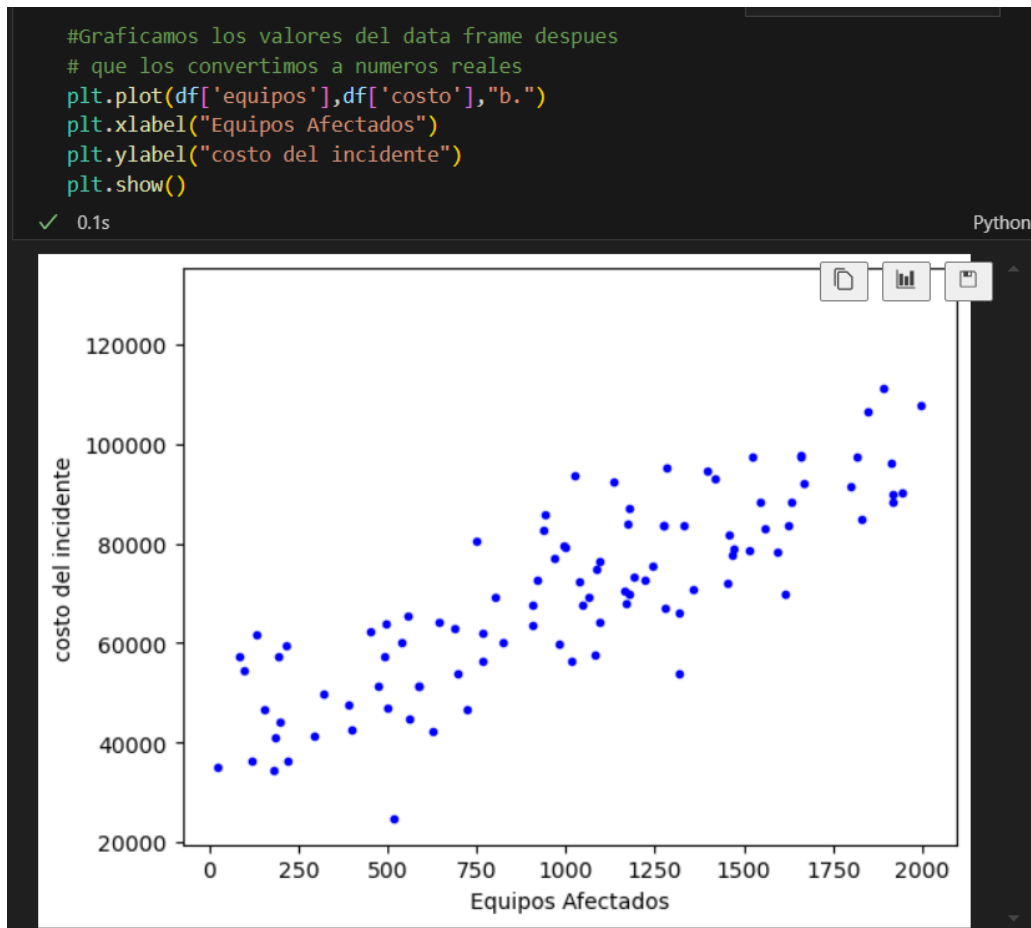 #Graficamos los valores del data frame despues
# que los convertimos a numeros reales
plt.plot(df['equipos'],df['costo'],"b.")
plt.xlabel("Equipos Afectados")
plt.ylabel("costo del incidente")
plt.show()
✓ 0.1s
Python
120000
100000
80000
60000
40000
20000
costo del incidente
0 250 500 750 1000 1250 1500 1750 2000
Equipos Afectados